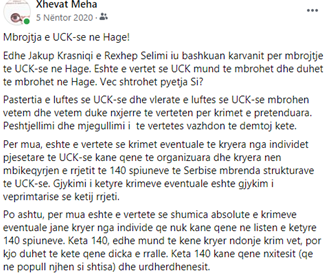 Xhevat Meha
5 Nëntor 2020 ·
Mbrojtja e UCK-se ne Hage!
Edhe Jakup Krasniqi e Rexhep Selimi iu bashkuan karvanit per mbrojtje
te UCK-se ne Hage. Eshte e vertet se UCK mund te mbrohet dhe duhet
te mbrohet ne Hage. Vec shtrohet pyetja Si?
Pastertia e luftes se UCK-se dhe vlerate e luftes se UCK-se mbrohen
vetem dhe vetem duke nxjerre te verteten per krimet e pretenduara.
Peshtjellimi dhe mjegullimi i te vertetes vazhdon te demtoj kete.
Per mua, eshte e vertete se krimet eventuale te kryera nga individet
pjesetare te UCK-se kane qene te organizuara dhe kryera nen
mbikeqyrjen e rrjetit te 140 spiuneve te Serbise mbrenda strukturave
te UCK-se. Gjykimi i ketyre krimeve eventuale eshte gjykim i
veprimtarise se ketij rrjeti.
Po ashtu, per mua eshte e vertete se shumica absolute e krimeve
eventuale jane kryer nga individe qe nuk kane qene ne listen e ketyre
140 spiuneve. Keta 140, edhe mund te kene kryer ndonje krim vet, por
kjo duhet te kete qene dicka e rralle. Keta 140 kane qene nxitesit (qe
ne popull njihen si shtisa) dhe urdherdhenesit.